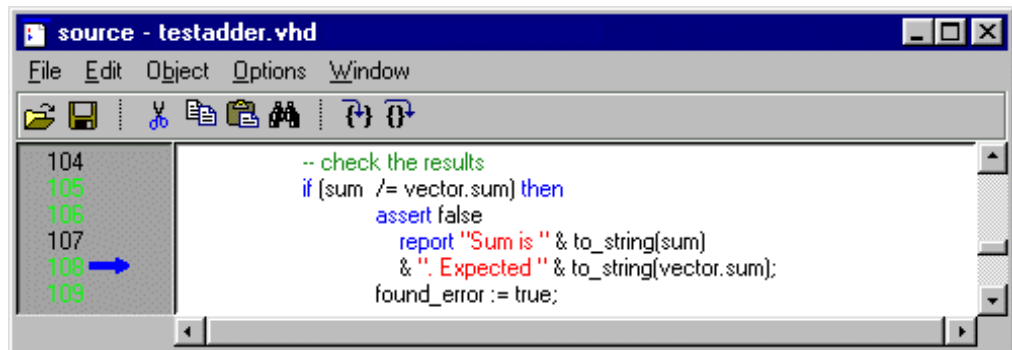 source - testadder.vhd
File Edit Object Options Window
104 -- check the results
105 if (sum /= vector.sum) then
106 assert false
107 report "Sum is " & to_string(sum)
108 & ". Expected " & to_string(vector.sum);
109 found_error := true;